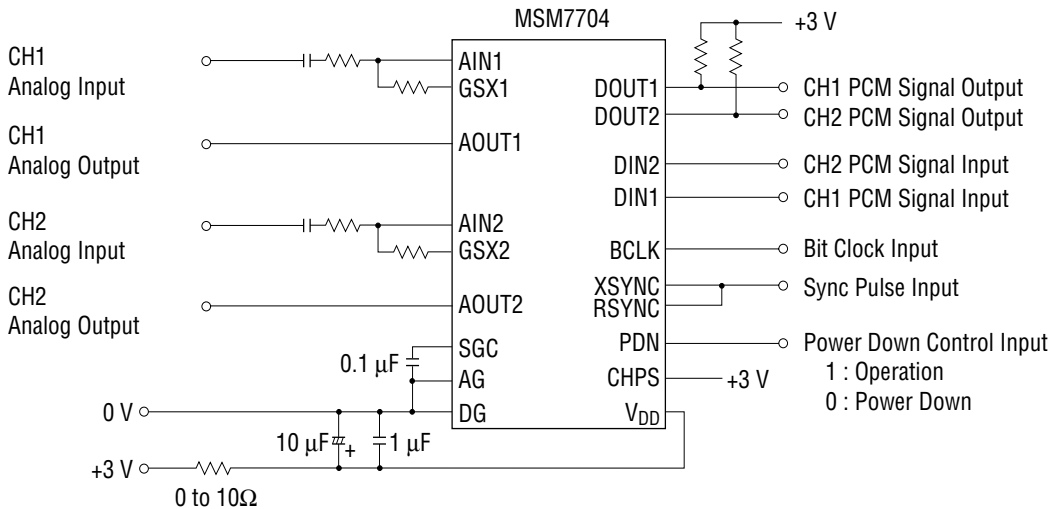 MSM7704
+3 V
CH1
Analog Input
AIN1
GSX1
DOUT1
CH1 PCM Signal Output
DOUT2
CH2 PCM Signal Output
CH1
Analog Output
AOUT1
DIN2
CH2 PCM Signal Input
DIN1
CH1 PCM Signal Input
CH2
Analog Input
AIN2
GSX2
BCLK
Bit Clock Input
XSYNC
RSYNC
Sync Pulse Input
CH2
Analog Output
AOUT2
SGC
PDN
Power Down Control Input
1 : Operation
0 : Power Down
0.1 μF
AG
CHPS
+3 V
0 V
DG
VDD
10 μF
+
1 μF
+3 V
0 to 10Ω